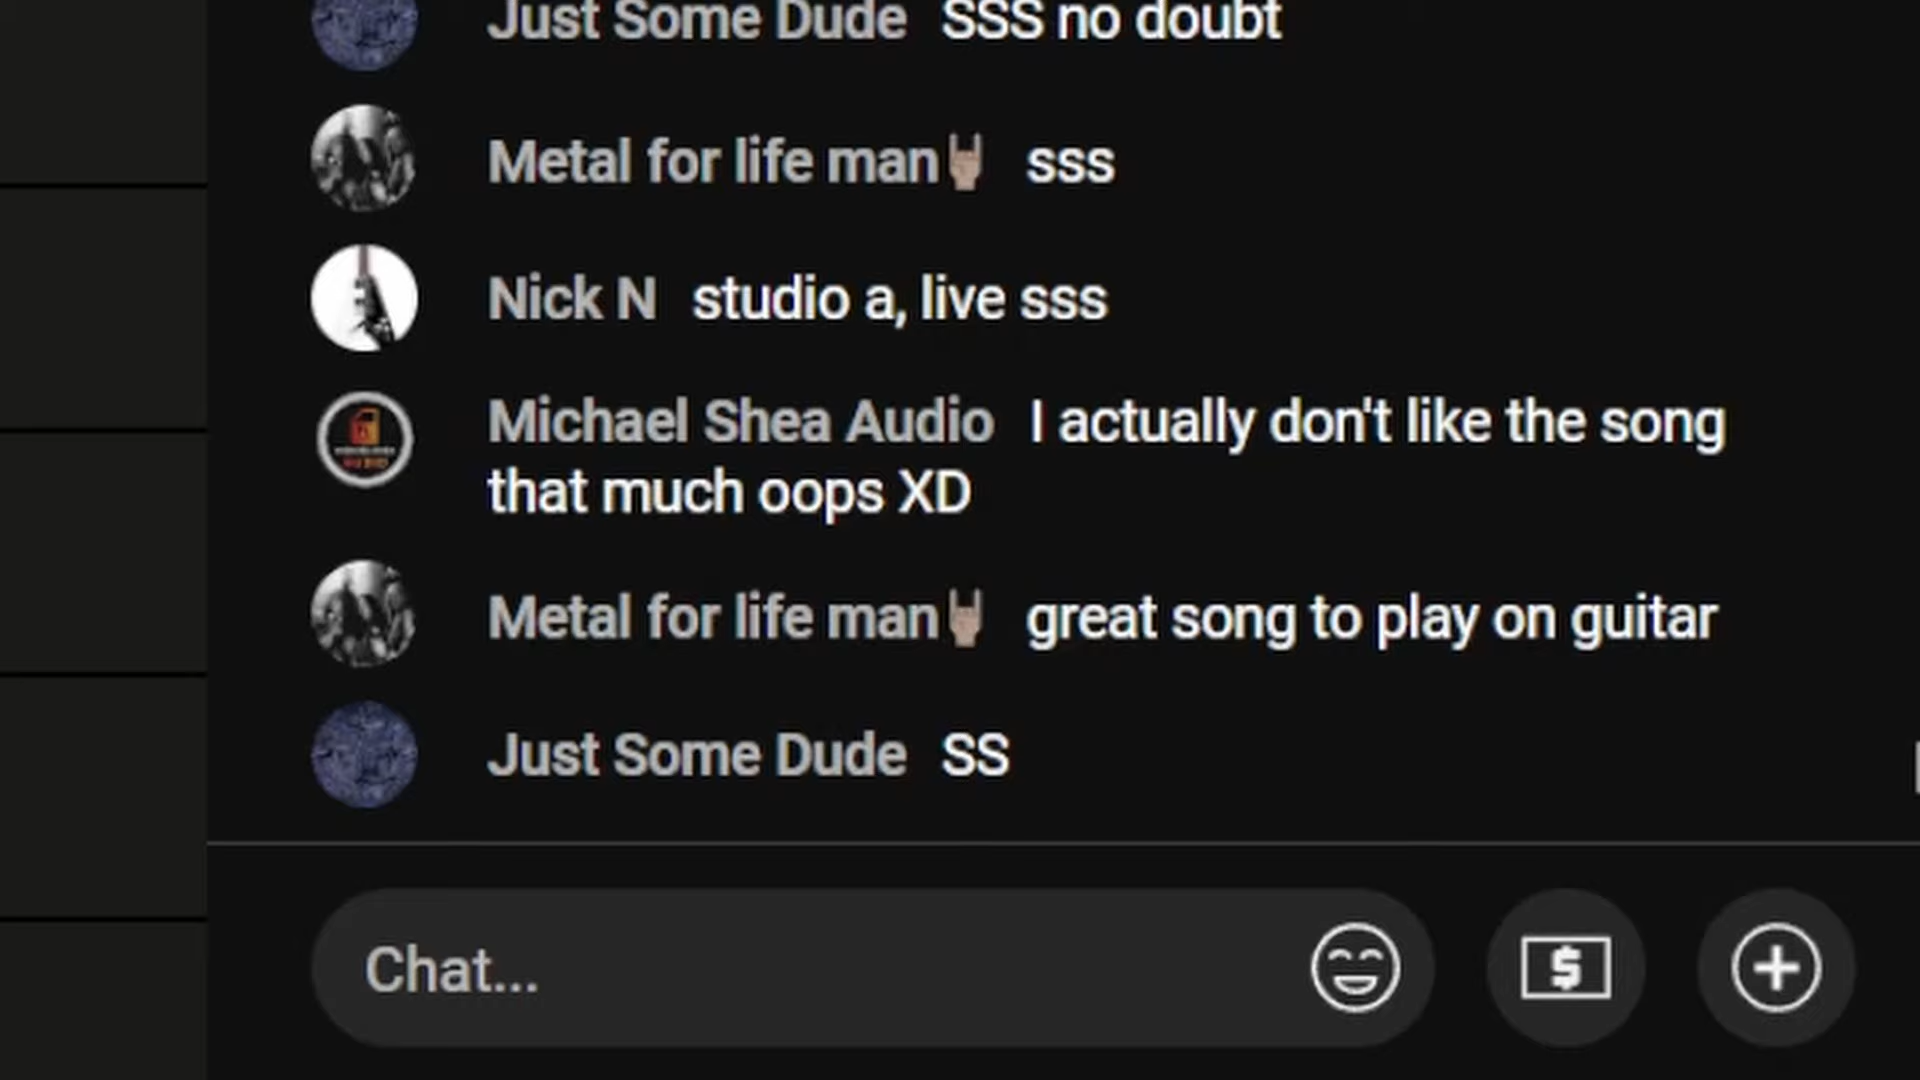 Just Some Dude SSS no doubt
Metal for life man🤘🏼 sss
Nick N studio a, live sss
Michael Shea Audio I actually don't like the song
that much oops XD
Metal for life man🤘🏼 great song to play on guitar
Just Some Dude SS
Chat...